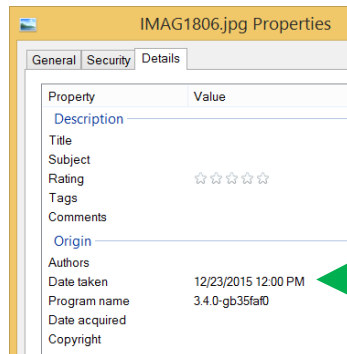 IMAG1806.jpg Properties
General Security Details
Property Value
Description
Title
Subject
Rating
Tags
Comments
Origin
Authors
Date taken 12/23/2015 12:00 PM
Program name 3.4.0-gb35faf0
Date acquired
Copyright